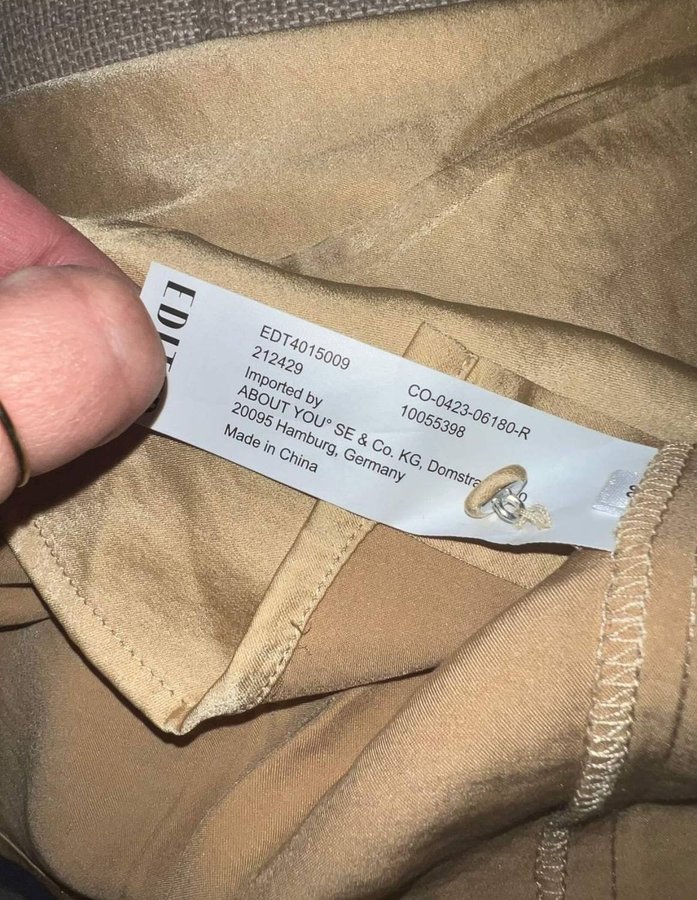 EDIT
EDT4015009
212429
Imported by
ABOUT YOU° SE & Co. KG, Domstra
20095 Hamburg, Germany
Made in China
CO-0423-06180-R
10055398